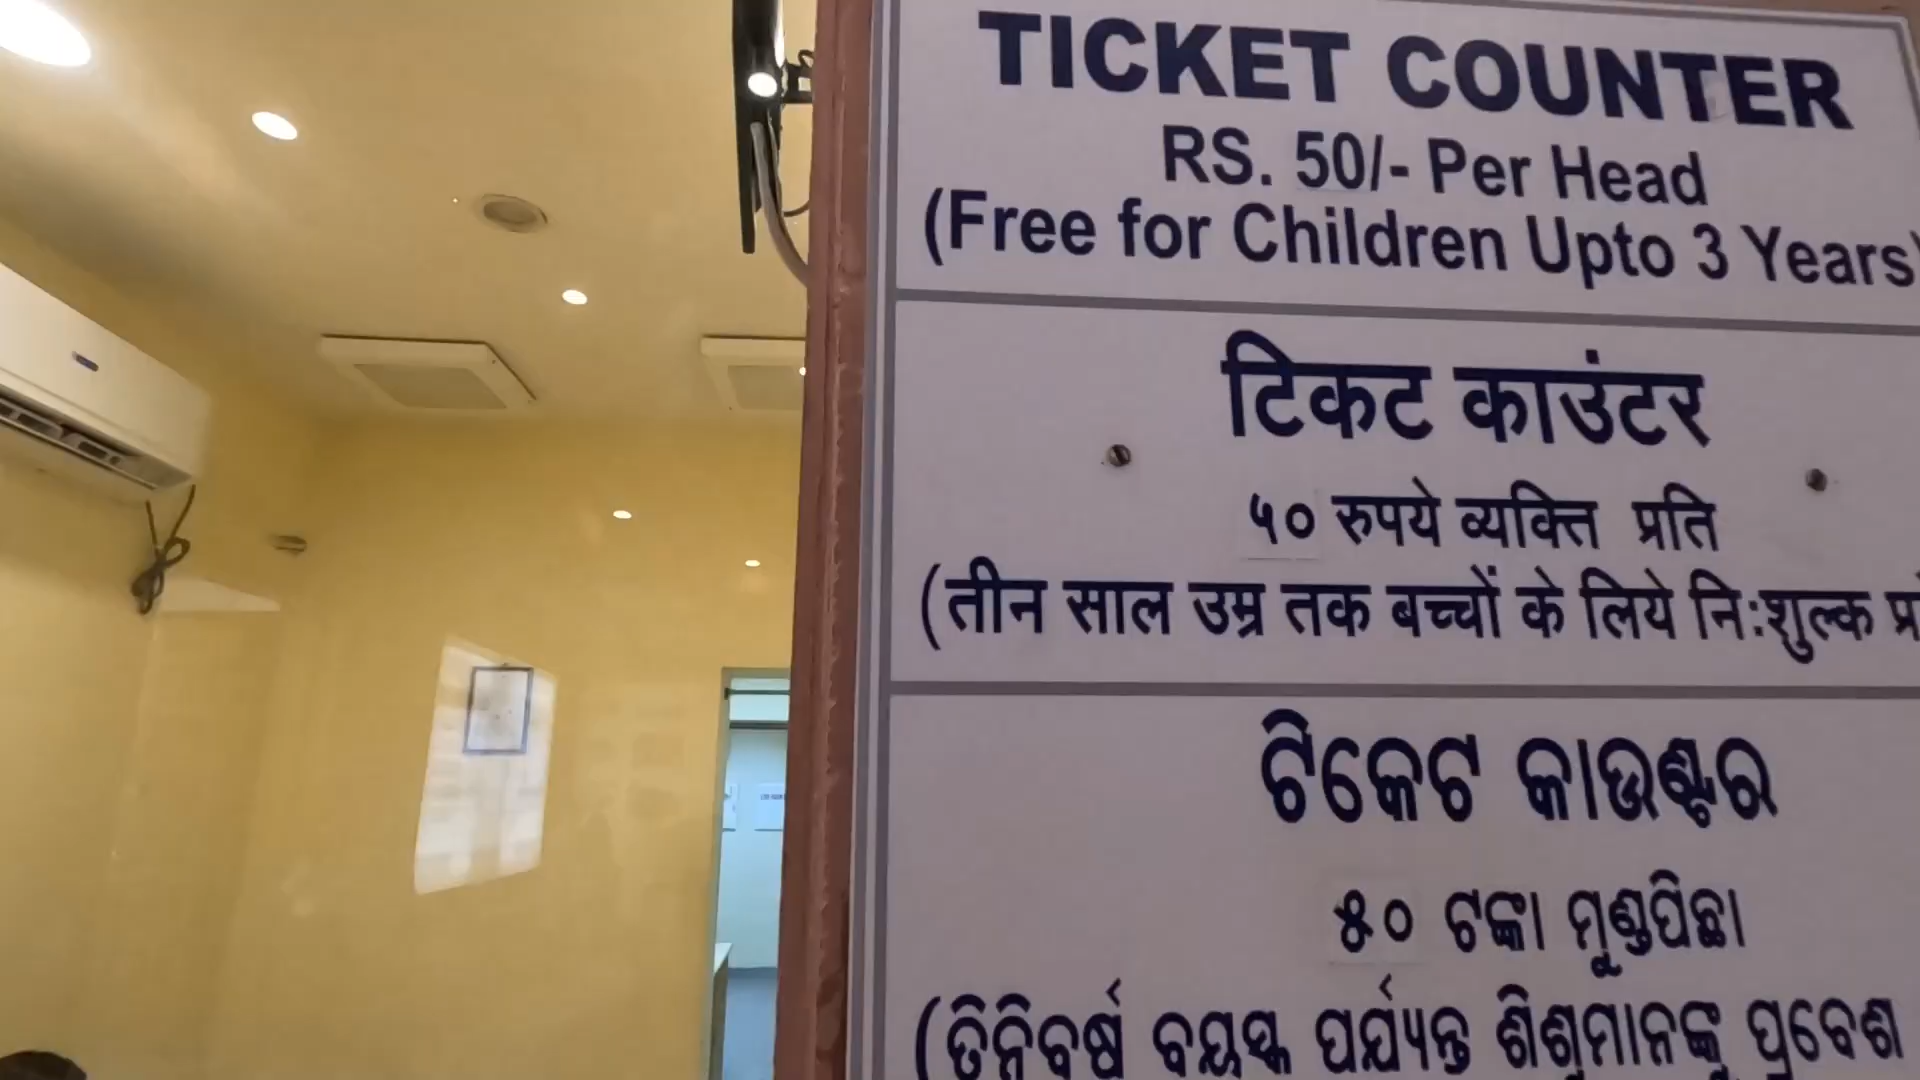 TICKET COUNTER
RS. 50/- Per Head
(Free for Children Upto 3 Years)
टिकट काउंटर
५० रुपये व्यक्ति प्रति
(तीन साल उम्र तक बच्चों के लिये नि:शुल्क
ଟିକେଟ କାଉଣ୍ଟର
୫୦ ଟଙ୍କା ମୁଣ୍ଡପିଛା
(ତିନିବର୍ଷ ବୟସ୍କ ପର୍ଯ୍ୟନ୍ତ ଶିଶୁମାନଙ୍କୁ ପ୍ରବେଶ